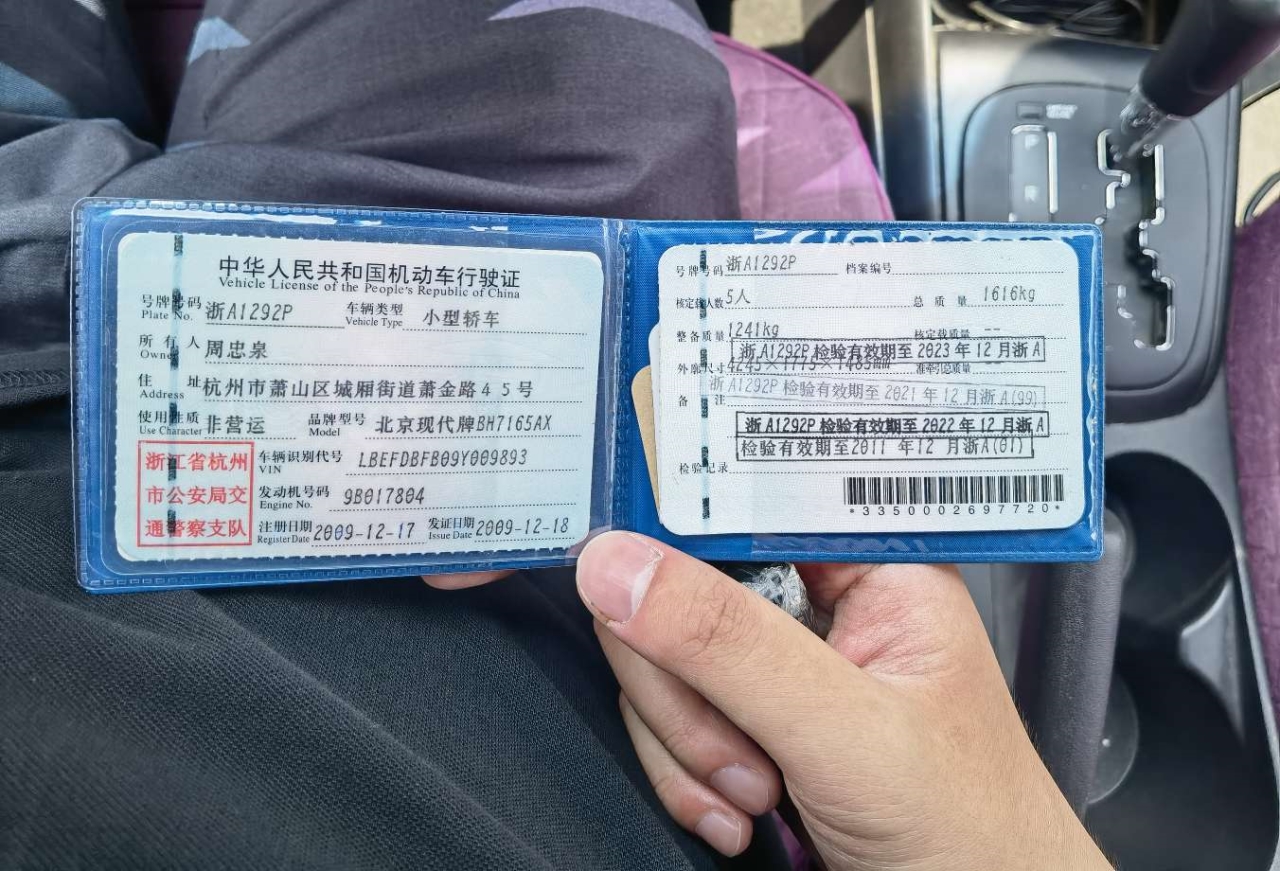 中华人民共和国机动车行驶证
Vehicle License of the People's Republic of China
号牌号码 Plate No. 浙A1292P 车辆类型 Vehicle Type 小型轿车
所有人 Owner 周忠泉
住址 Address 杭州市萧山区城厢街道萧金路45号
使用性质 Use Character 非营运 品牌型号 Model 北京现代牌BH7165AX
浙江省杭州市公安局交通警察支队
车辆识别代号 VIN LBEFDBFB09Y009893
发动机号码 Engine No. 9B017804
注册日期 Register Date 2009-12-17 发证日期 Issue Date 2009-12-18
号牌号码 浙A1292P 档案编号
核定载人数 5人 总质量 1616kg
整备质量 1241kg 核定载质量 --
浙A1292P 检验有效期至 2023 年 12 月浙A
外廓尺寸 4245×1775×1485mm 准牵引总质量
浙A1292P 检验有效期至 2021 年 12 月浙A(99)
备注
浙A1292P 检验有效期至 2022 年 12 月浙A
检验有效期至2011 年 12 月 浙A(01)
检验记录
*3350002697720*